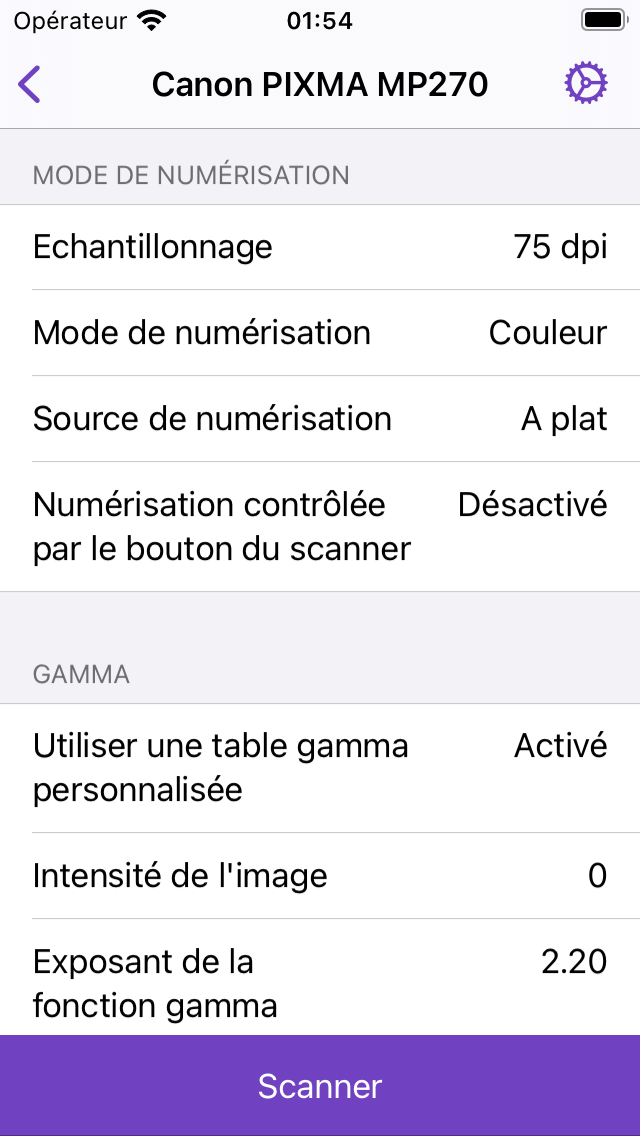 Opérateur 01:54
Canon PIXMA MP270
MODE DE NUMÉRISATION
Echantillonnage 75 dpi
Mode de numérisation Couleur
Source de numérisation A plat
Numérisation contrôlée Désactivé
par le bouton du scanner
GAMMA
Utiliser une table gamma Activé
personnalisée
Intensité de l'image 0
Exposant de la 2.20
fonction gamma
Scanner